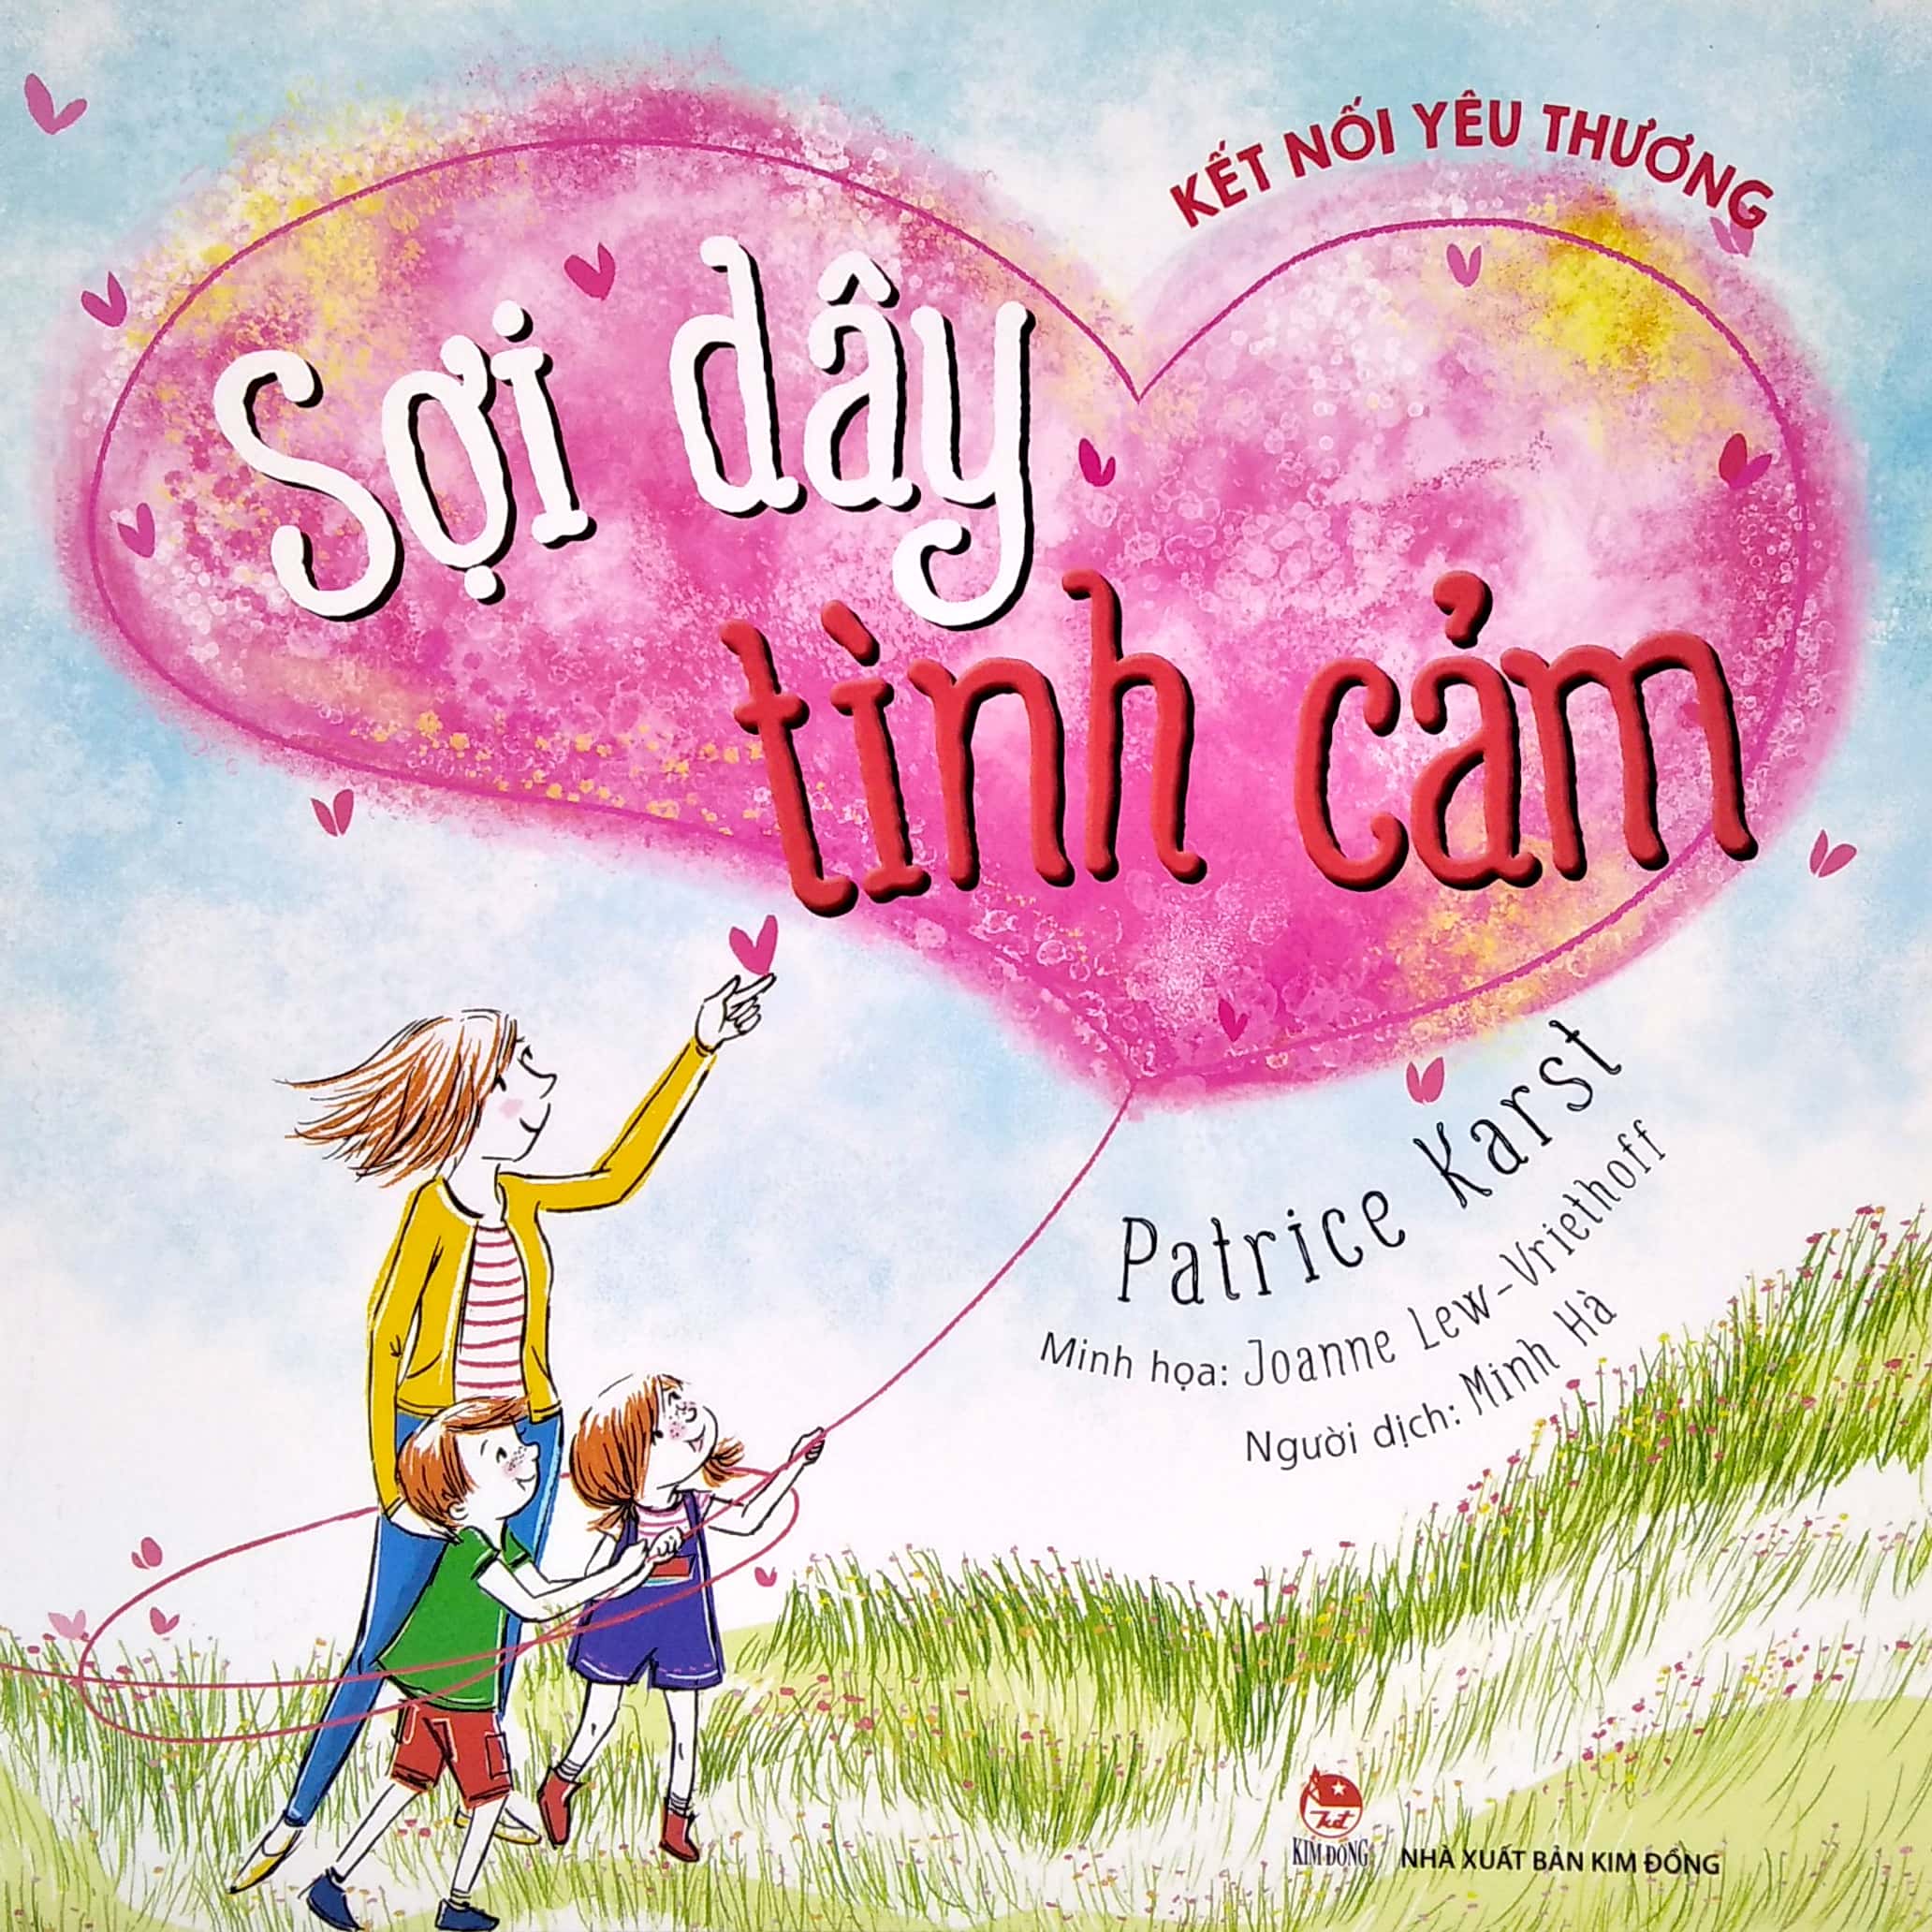 KẾT NỐI YÊU THƯƠNG
Sợi dây
tình cảm
Patrice Karst
Minh họa: Joanne Lew-Vriethoff
Người dịch: Minh Hà
KIM ĐỒNG
NHÀ XUẤT BẢN KIM ĐỒNG